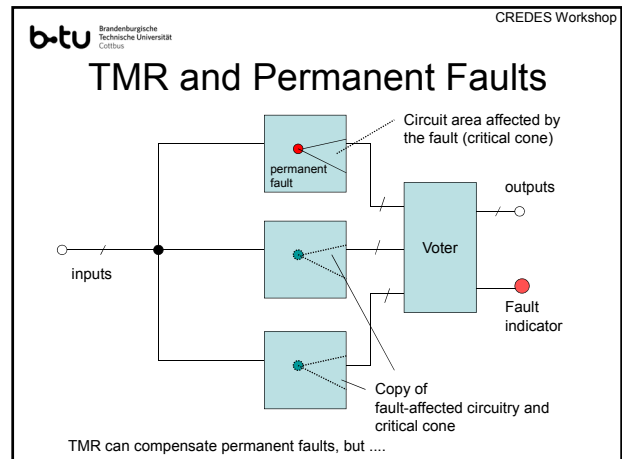 CREDES Workshop
b-tu Brandenburgische
Technische Universität
Cottbus
TMR and Permanent Faults
Circuit area affected by
the fault (critical cone)
permanent
fault
outputs
Voter
inputs
Fault
indicator
Copy of
fault-affected circuitry and
critical cone
TMR can compensate permanent faults, but ....